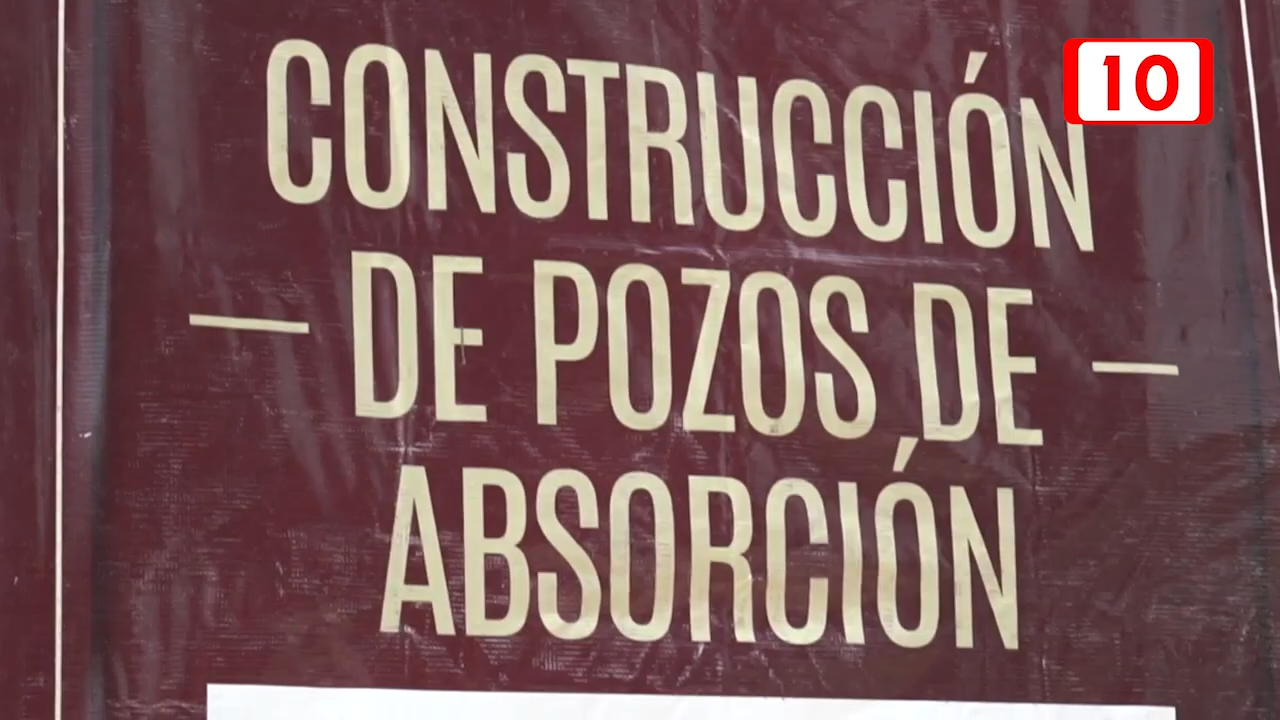 CONSTRUCCIÓN
10
— DE POZOS DE —
ABSORCIÓN